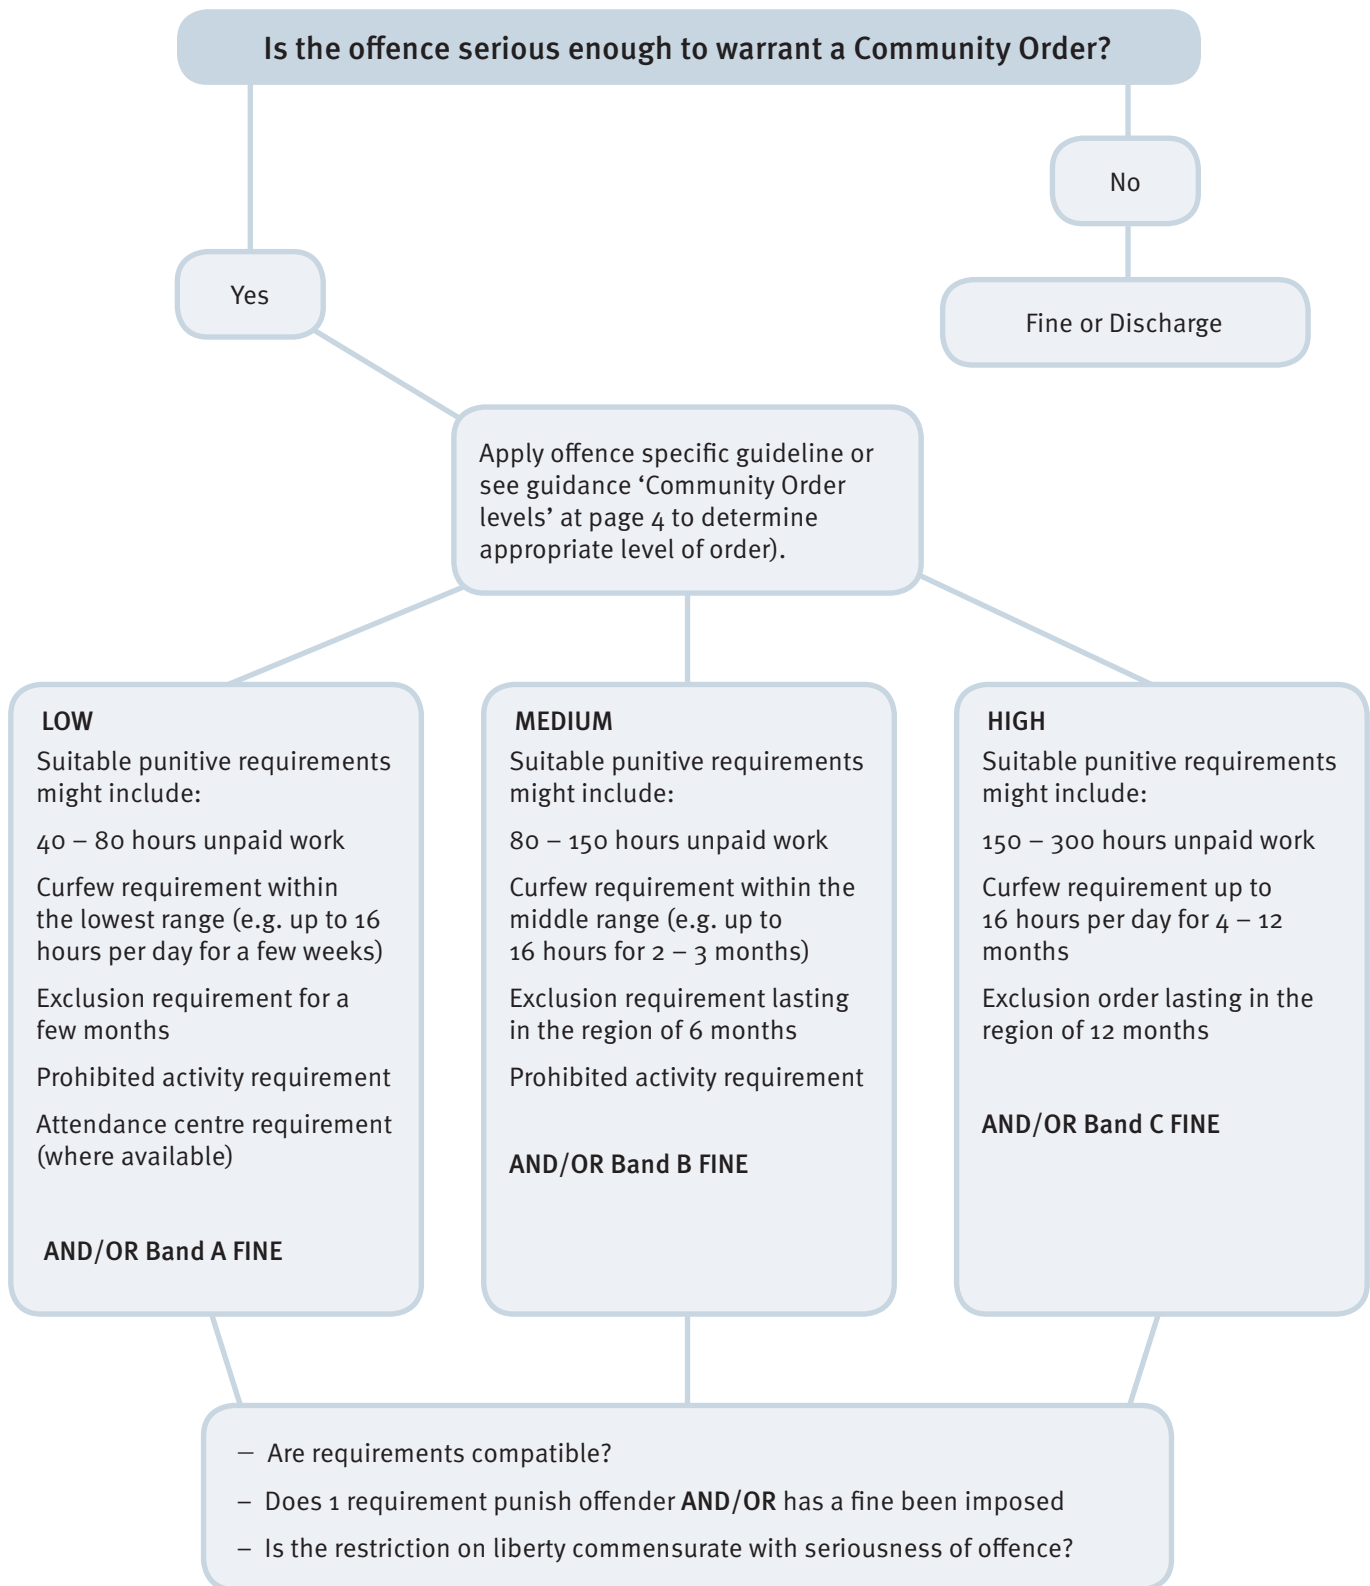 Is the offence serious enough to warrant a Community Order?
No
Yes
Fine or Discharge
Apply offence specific guideline or
see guidance ‘Community Order
levels’ at page 4 to determine
appropriate level of order).
LOW
Suitable punitive requirements
might include:
40 – 80 hours unpaid work
Curfew requirement within
the lowest range (e.g. up to 16
hours per day for a few weeks)
Exclusion requirement for a
few months
Prohibited activity requirement
Attendance centre requirement
(where available)
AND/OR Band A FINE
MEDIUM
Suitable punitive requirements
might include:
80 – 150 hours unpaid work
Curfew requirement within the
middle range (e.g. up to
16 hours for 2 – 3 months)
Exclusion requirement lasting
in the region of 6 months
Prohibited activity requirement
AND/OR Band B FINE
HIGH
Suitable punitive requirements
might include:
150 – 300 hours unpaid work
Curfew requirement up to
16 hours per day for 4 – 12
months
Exclusion order lasting in the
region of 12 months
AND/OR Band C FINE
– Are requirements compatible?
– Does 1 requirement punish offender AND/OR has a fine been imposed
– Is the restriction on liberty commensurate with seriousness of offence?